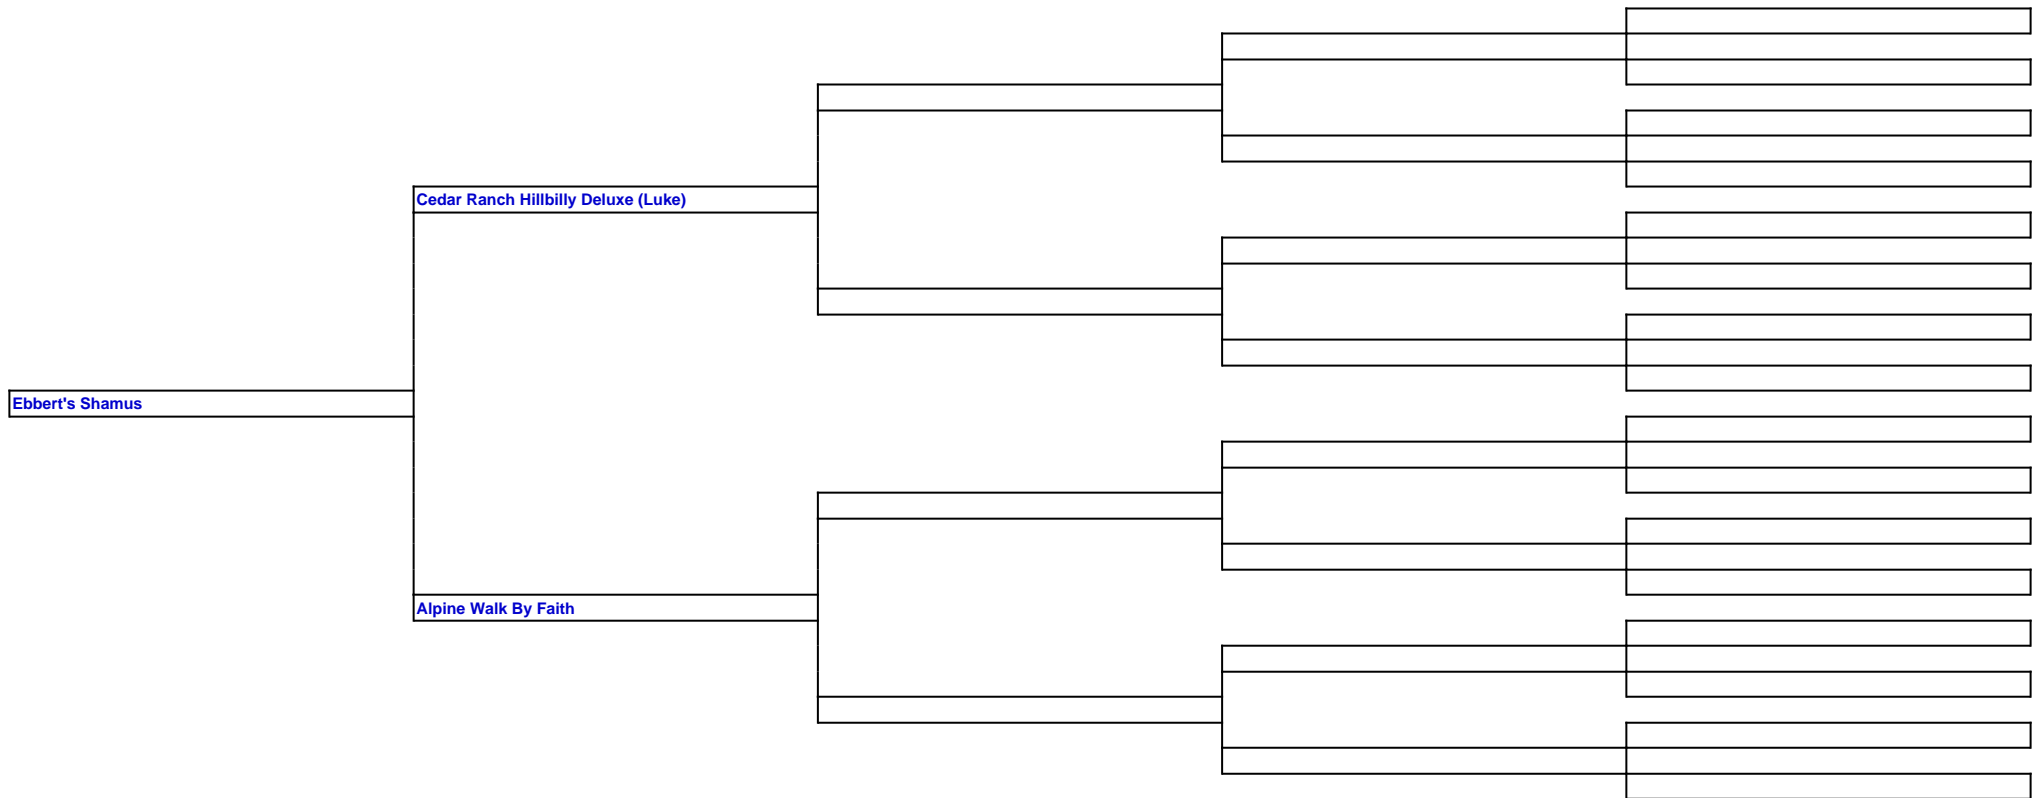 Cedar Ranch Hillbilly Deluxe (Luke)
Ebbert's Shamus
Alpine Walk By Faith